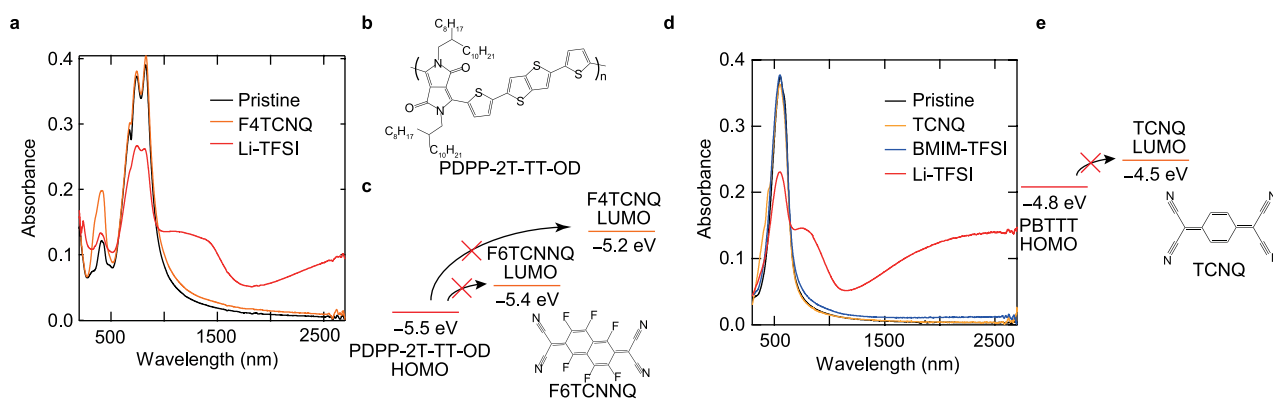 a
0.4
0.3
0.2
0.1
0.0
Absorbance
500
1500
2500
Wavelength (nm)
Pristine
F4TCNQ
Li-TFSI
b
C₈H₁₇
C₁₀H₂₁
N
O
S
S
S
S
n
O
N
C₈H₁₇
C₁₀H₂₁
PDPP-2T-TT-OD
c
F4TCNQ
LUMO
−5.2 eV
F6TCNNQ
LUMO
−5.4 eV
−5.5 eV
PDPP-2T-TT-OD
HOMO
N
N
F
F
F
F
F
F
N
N
F6TCNNQ
d
0.4
0.3
0.2
0.1
0.0
Absorbance
500
1500
2500
Wavelength (nm)
Pristine
TCNQ
BMIM-TFSI
Li-TFSI
e
TCNQ
LUMO
−4.5 eV
−4.8 eV
PBTTT
HOMO
N
N
N
N
TCNQ